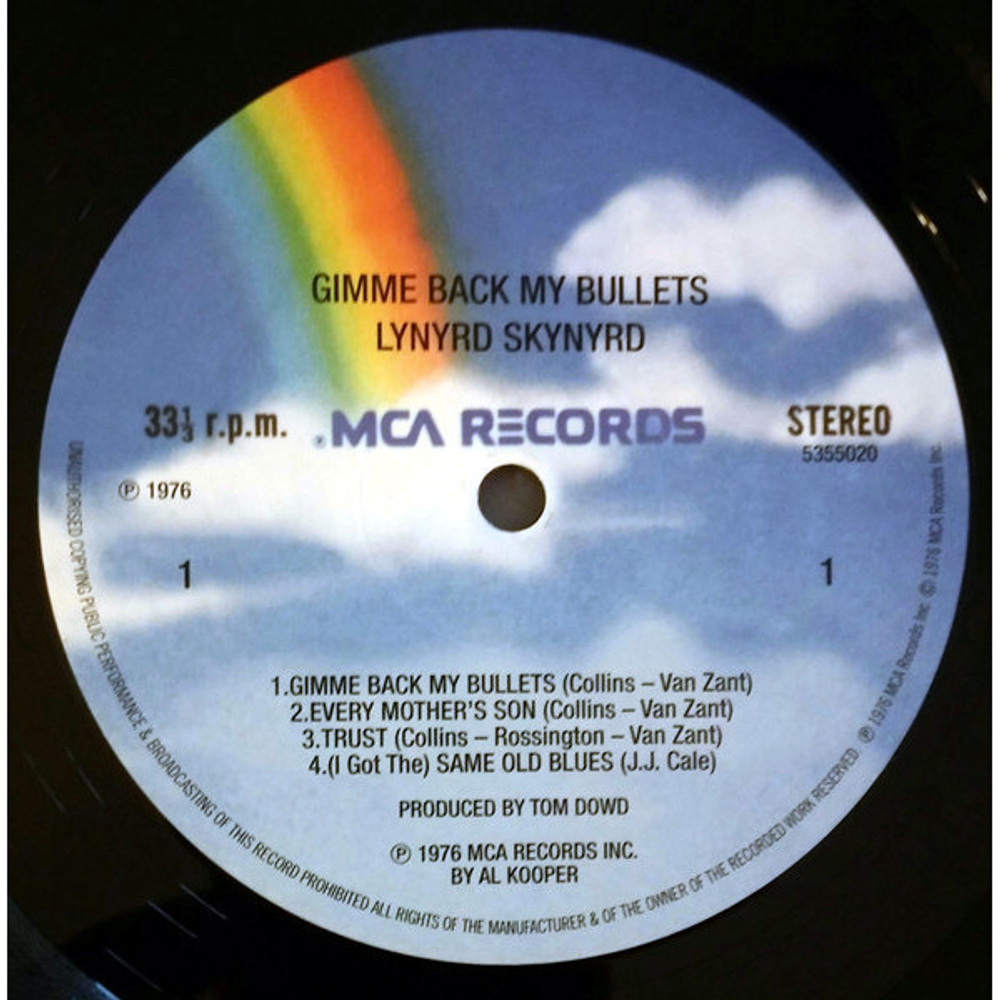 GIMME BACK MY BULLETS
LYNYRD SKYNYRD
33⅓ r.p.m.
MCA RECORDS
STEREO
5355020
℗ 1976
1
1
1.GIMME BACK MY BULLETS (Collins – Van Zant)
2.EVERY MOTHER'S SON (Collins – Van Zant)
3.TRUST (Collins – Rossington – Van Zant)
4.(I Got The) SAME OLD BLUES (J.J. Cale)
PRODUCED BY TOM DOWD
℗ 1976 MCA RECORDS INC.
BY AL KOOPER
UNAUTHORISED COPYING PUBLIC PERFORMANCE & BROADCASTING OF THIS RECORD PROHIBITED ALL RIGHTS OF THE MANUFACTURER & OF THE OWNER OF THE RECORDED WORK RESERVED ℗ 1976 MCA Records Inc. © 1976 MCA Records Inc.